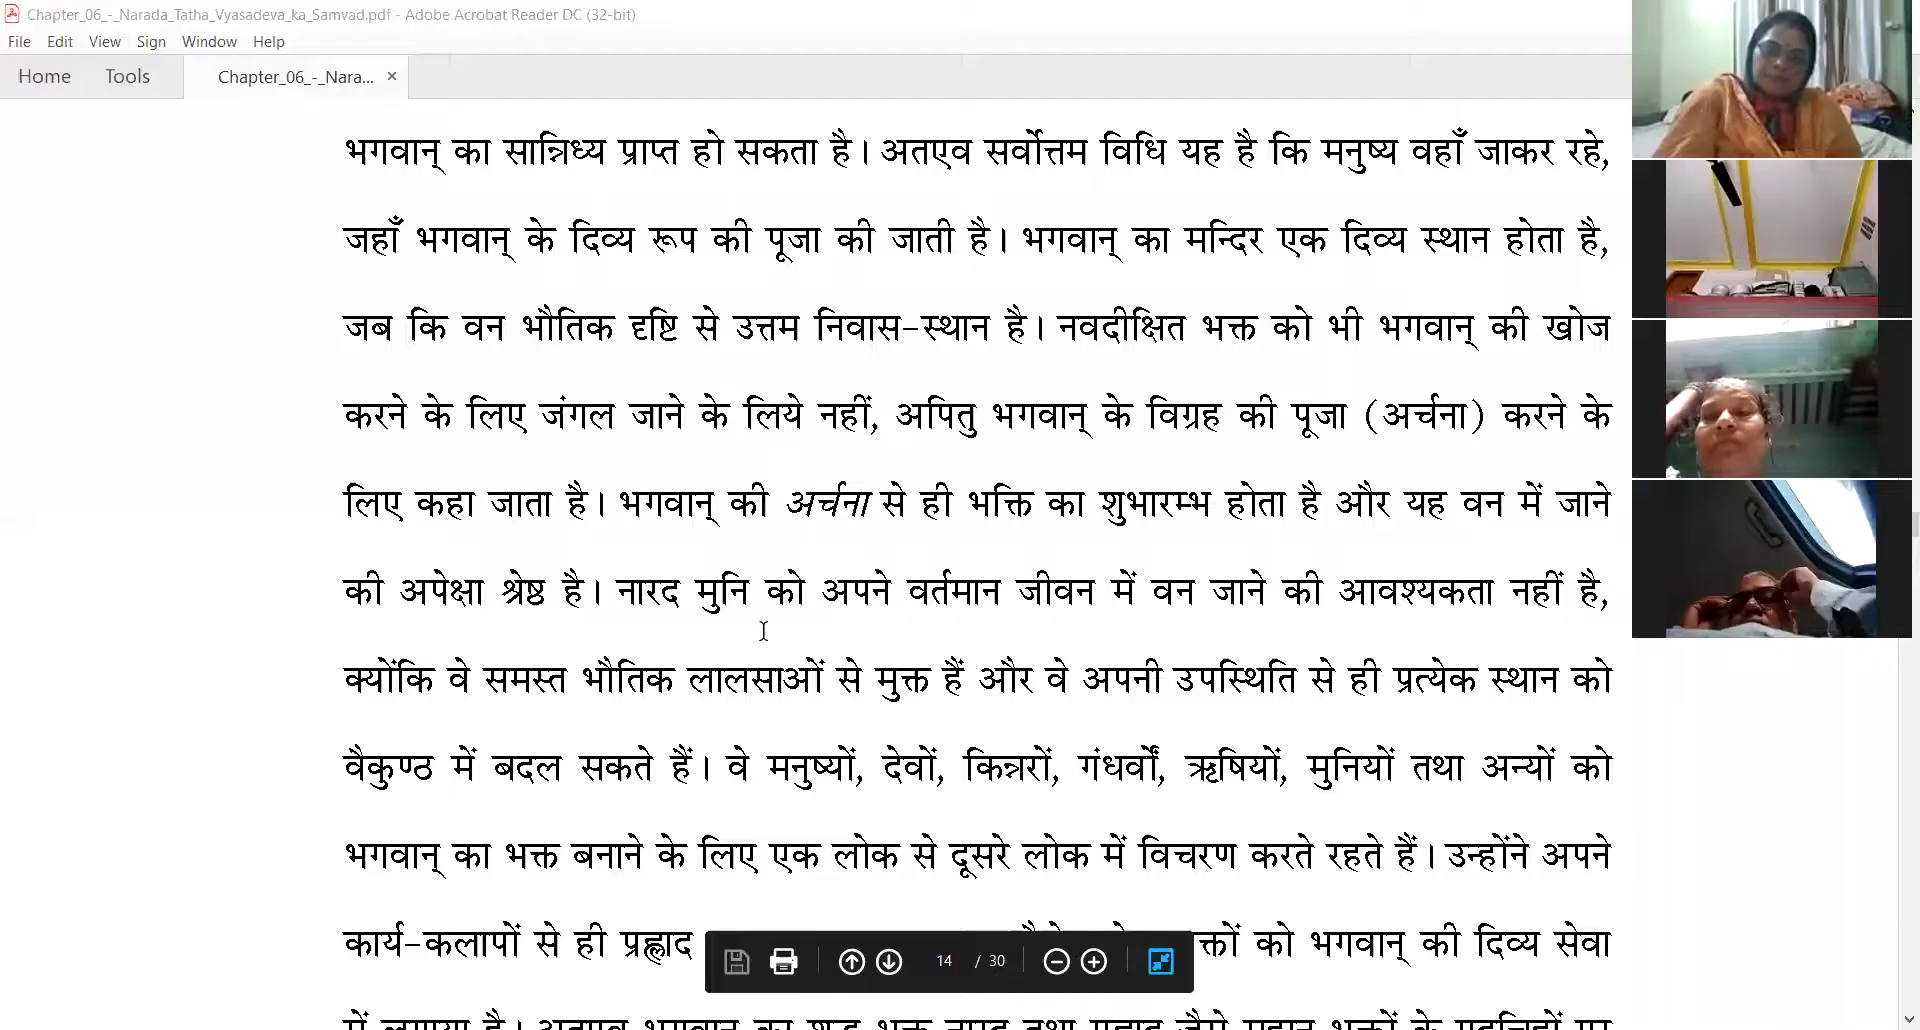 Chapter_06_-_Narada_Tatha_Vyasadeva_ka_Samvad.pdf - Adobe Acrobat Reader DC (32-bit)
File Edit View Sign Window Help
Home Tools Chapter_06_-_Nara... ×
भगवान् का सान्निध्य प्राप्त हो सकता है। अतएव सर्वोत्तम विधि यह है कि मनुष्य वहाँ जाकर रहे,
जहाँ भगवान् के दिव्य रूप की पूजा की जाती है। भगवान् का मन्दिर एक दिव्य स्थान होता है,
जब कि वन भौतिक दृष्टि से उत्तम निवास-स्थान है। नवदीक्षित भक्त को भी भगवान् की खोज
करने के लिए जंगल जाने के लिये नहीं, अपितु भगवान् के विग्रह की पूजा (अर्चना) करने के
लिए कहा जाता है। भगवान् की अर्चना से ही भक्ति का शुभारम्भ होता है और यह वन में जाने
की अपेक्षा श्रेष्ठ है। नारद मुनि को अपने वर्तमान जीवन में वन जाने की आवश्यकता नहीं है,
क्योंकि वे समस्त भौतिक लालसाओं से मुक्त हैं और वे अपनी उपस्थिति से ही प्रत्येक स्थान को
वैकुण्ठ में बदल सकते हैं। वे मनुष्यों, देवों, किन्नरों, गंधर्वों, ऋषियों, मुनियों तथा अन्यों को
भगवान् का भक्त बनाने के लिए एक लोक से दूसरे लोक में विचरण करते रहते हैं। उन्होंने अपने
कार्य-कलापों से ही प्रह्लाद को भगवान् की दिव्य सेवा
14 / 30